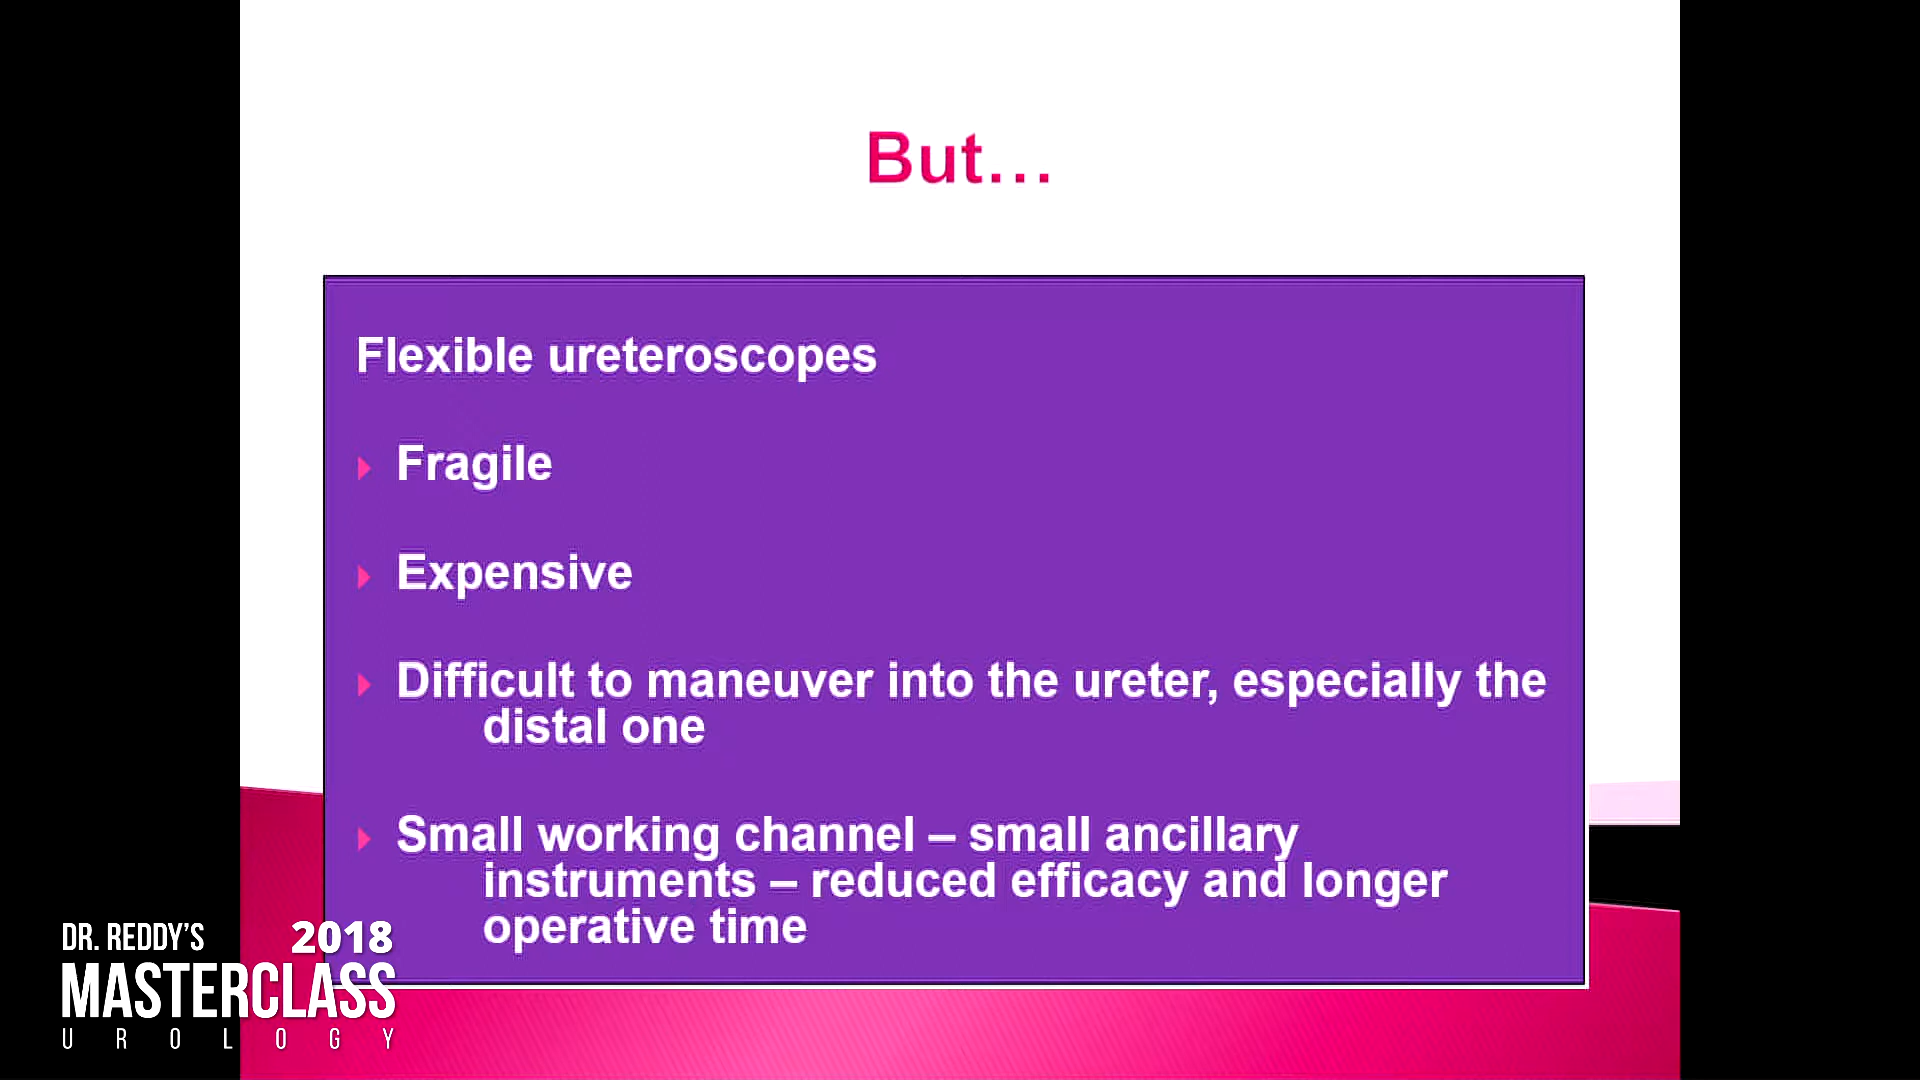 But...
Flexible ureteroscopes
Fragile
Expensive
Difficult to maneuver into the ureter, especially the
distal one
Small working channel – small ancillary
instruments – reduced efficacy and longer
operative time
DR. REDDY'S 2018
MASTERCLASS
UROLOGY